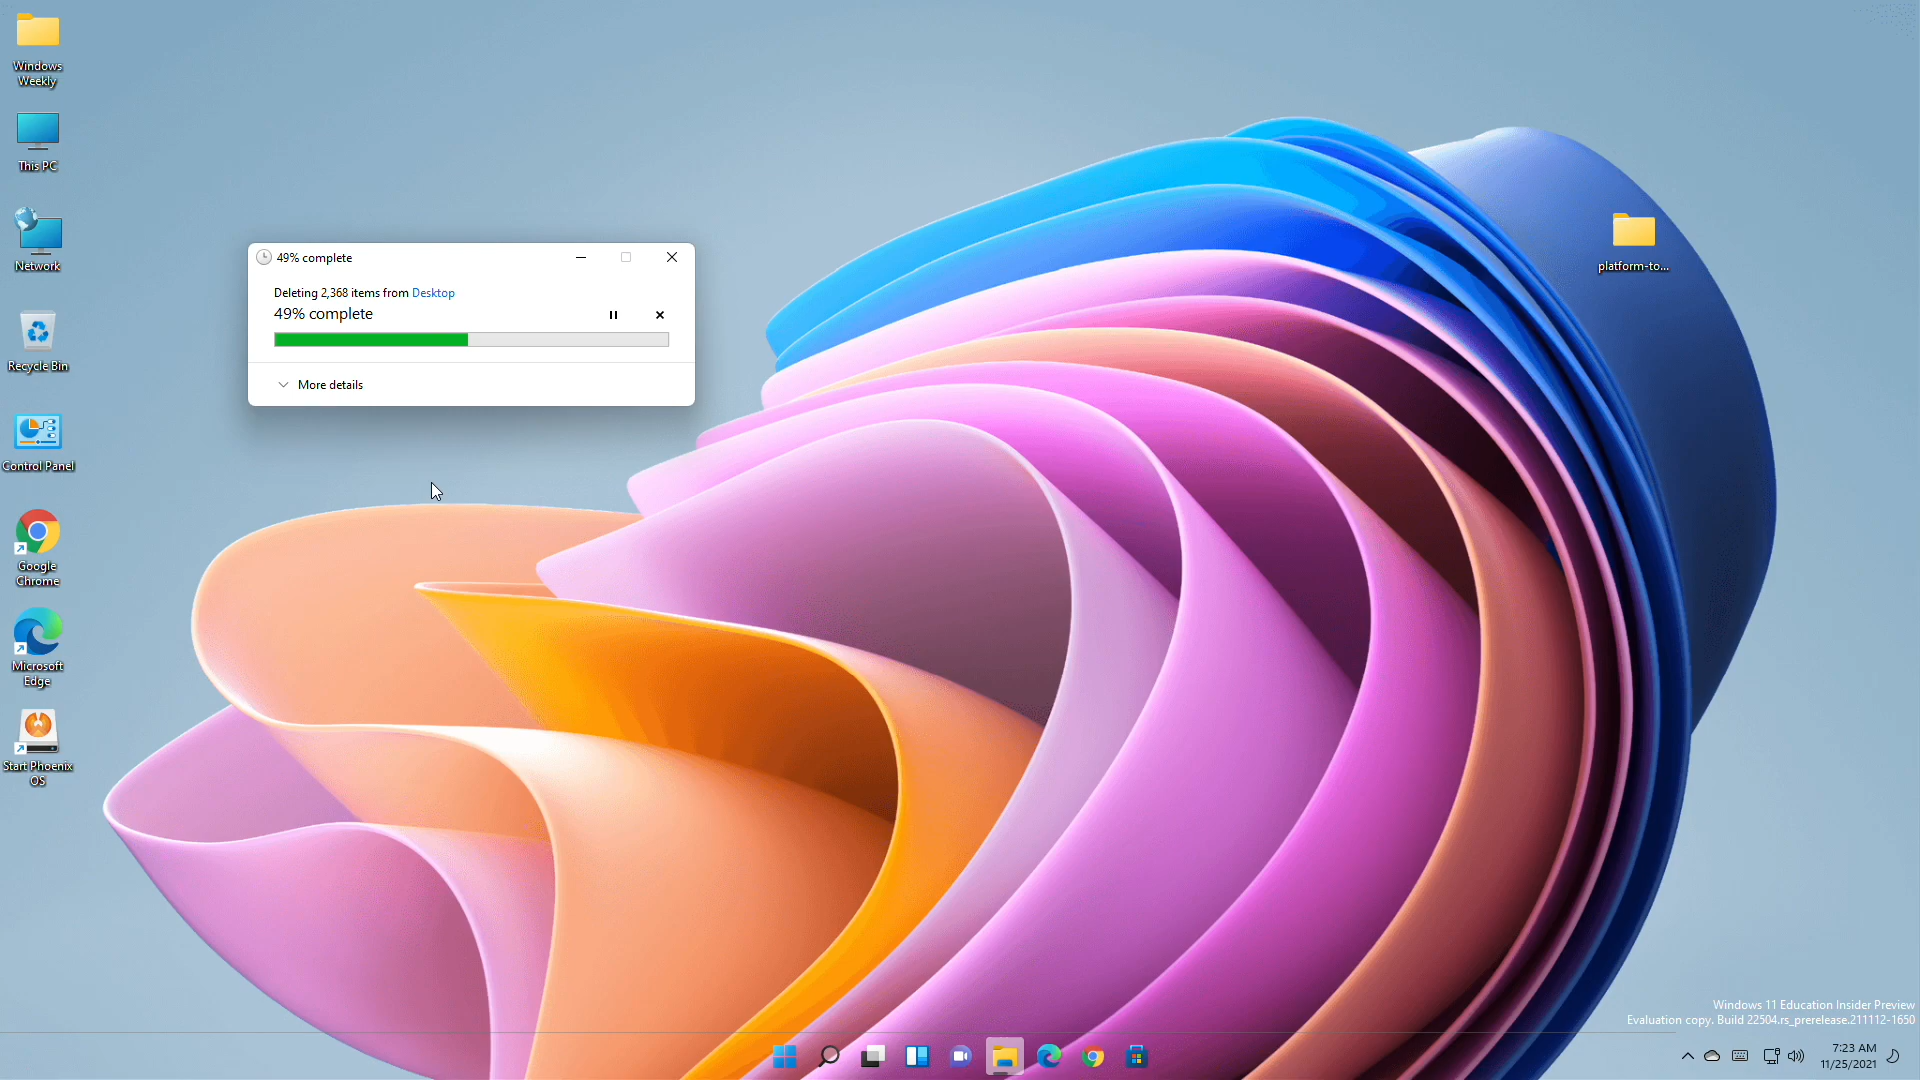 Windows
Weekly
This PC
Network
Recycle Bin
Control Panel
Google
Chrome
Microsoft
Edge
Start Phoenix
OS
49% complete
Deleting 2,368 items from Desktop
49% complete
More details
platform-to...
Windows 11 Education Insider Preview
Evaluation copy. Build 22504.rs_prerelease.211112-1650
7:23 AM
11/25/2021